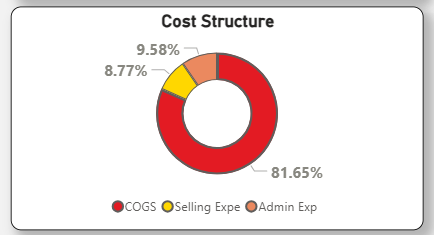 Cost Structure
9.58%
8.77%
81.65%
COGS Selling Expe Admin Exp